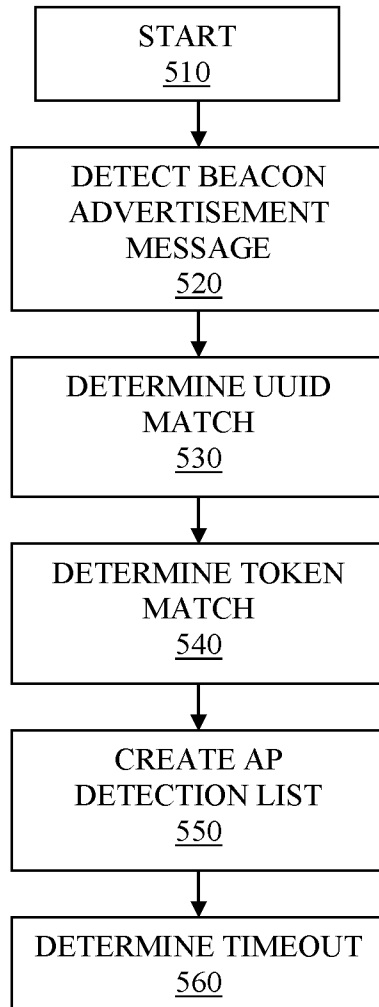 START
510
DETECT BEACON
ADVERTISEMENT
MESSAGE
520
DETERMINE UUID
MATCH
530
DETERMINE TOKEN
MATCH
540
CREATE AP
DETECTION LIST
550
DETERMINE TIMEOUT
560